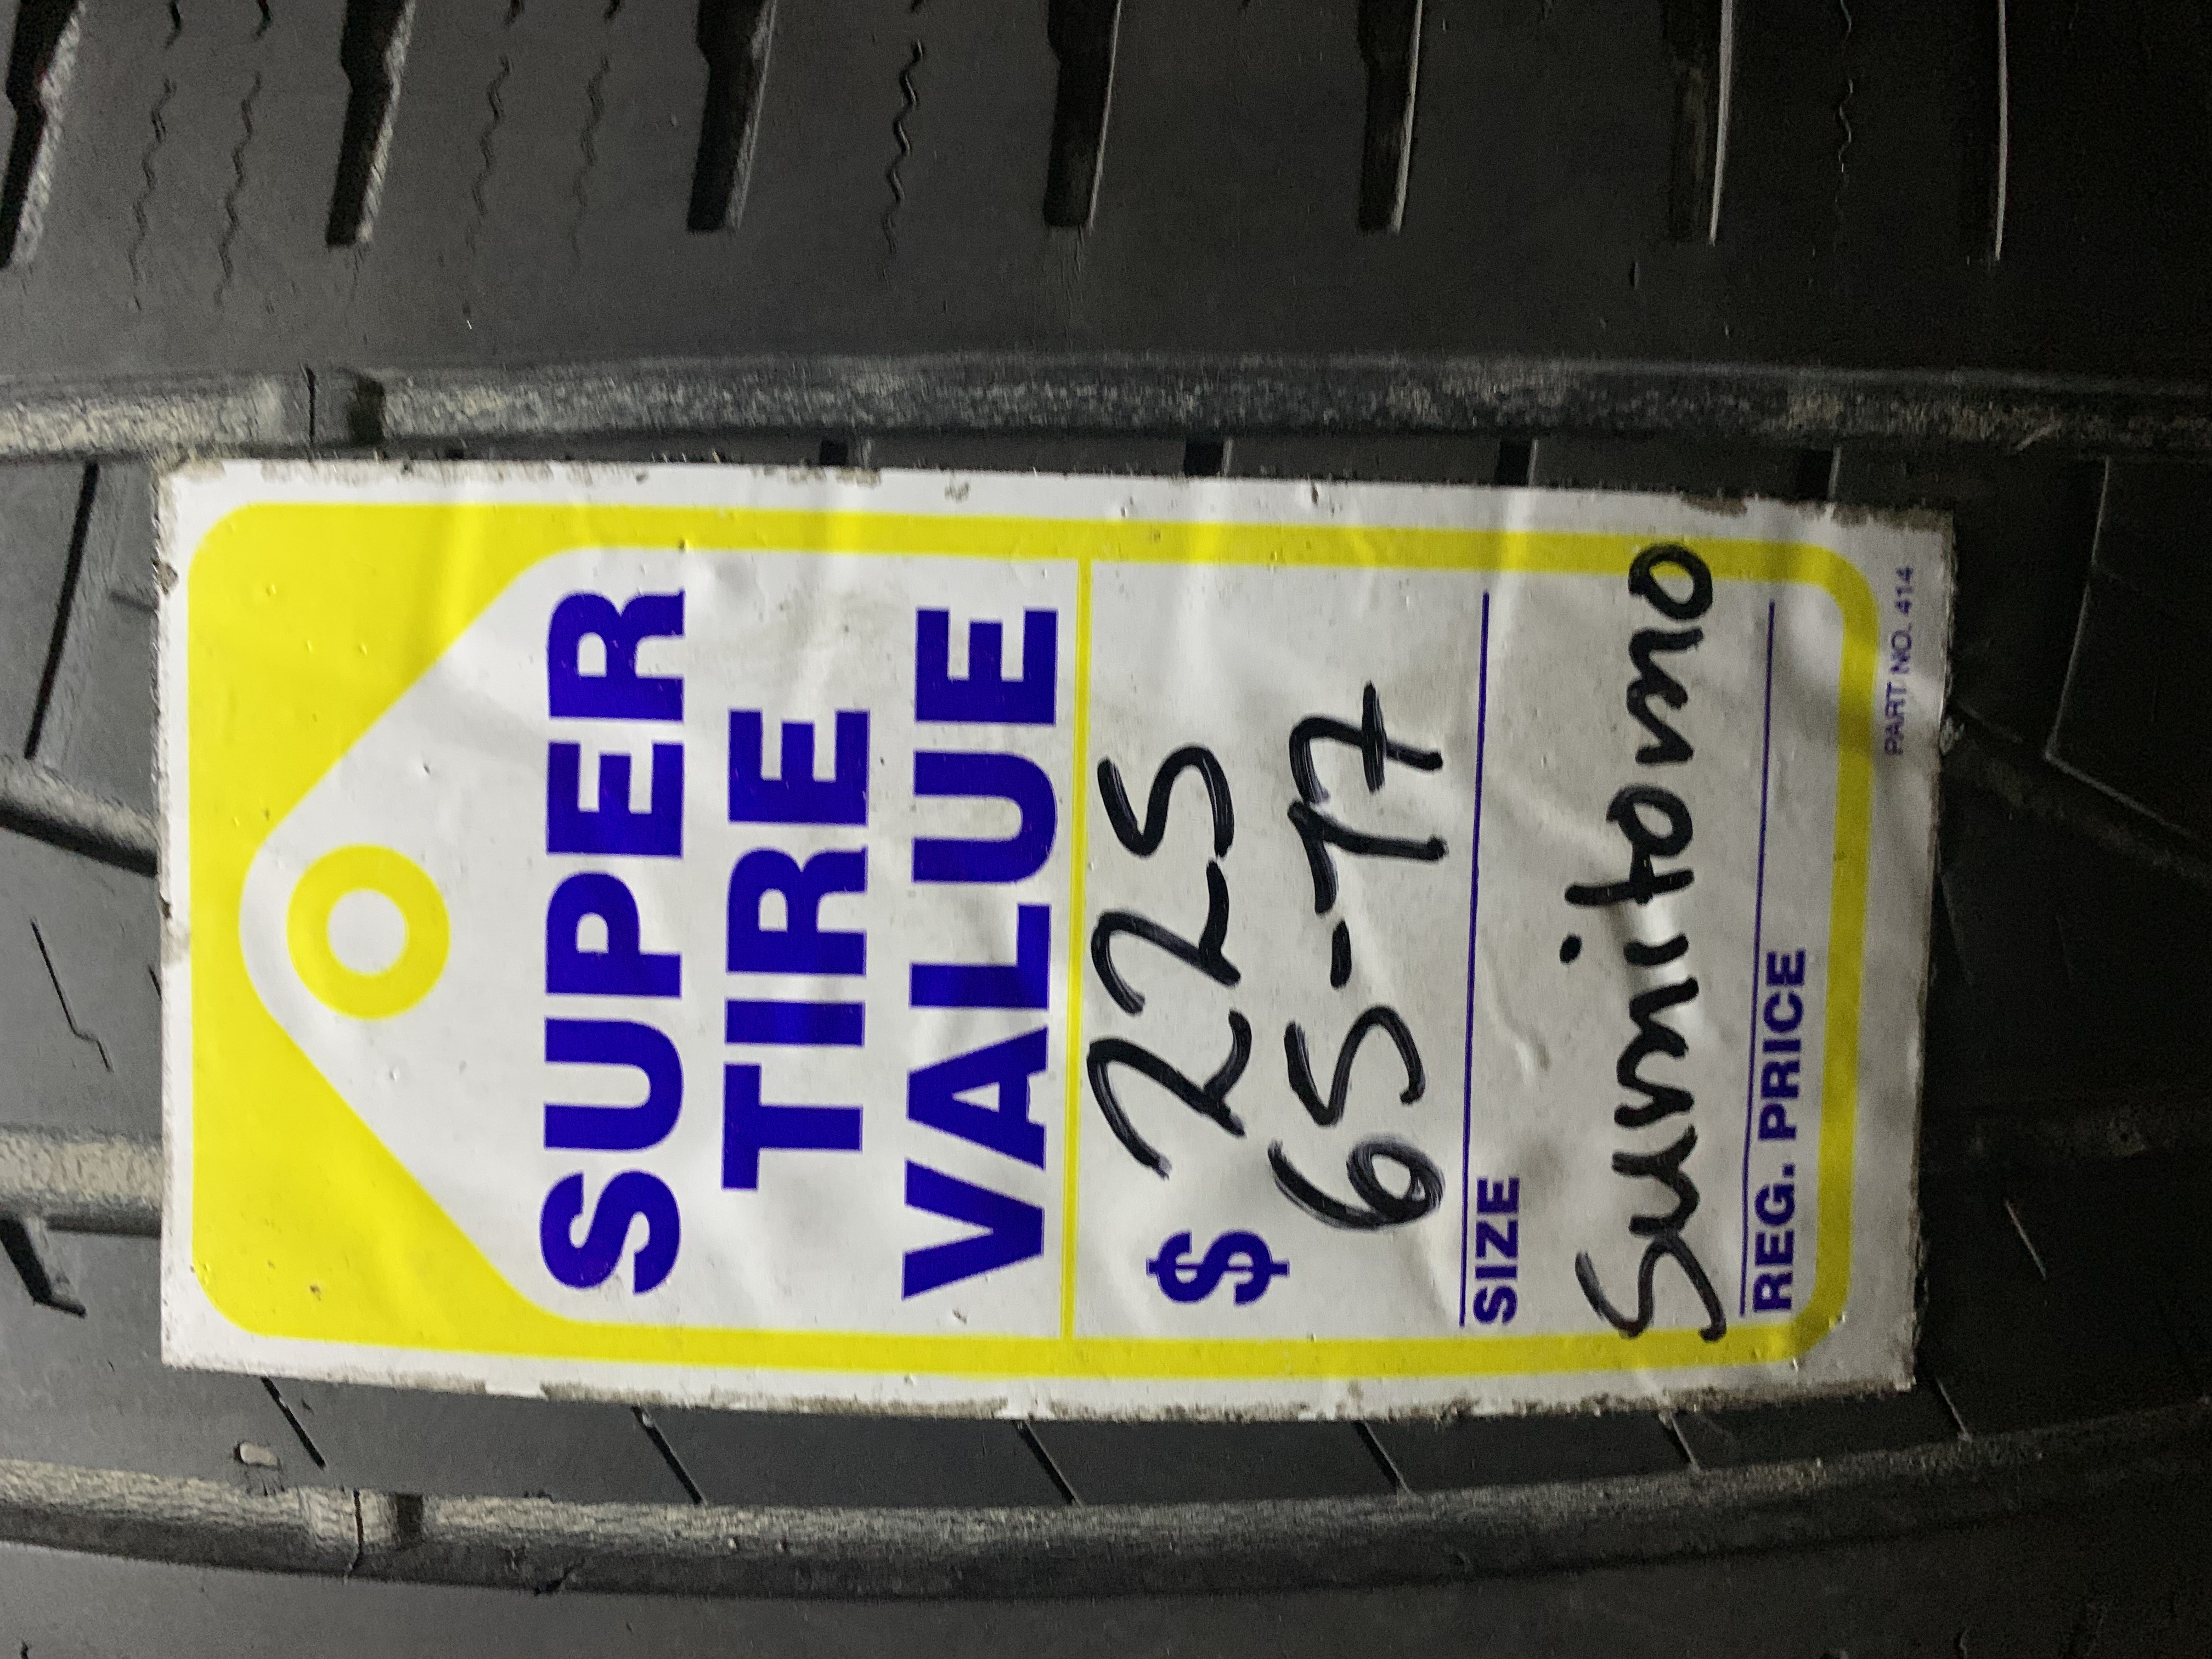 SUPER
TIRE
VALUE
$ 225
65-17
SIZE
Sumitomo
REG. PRICE
PART NO. 414